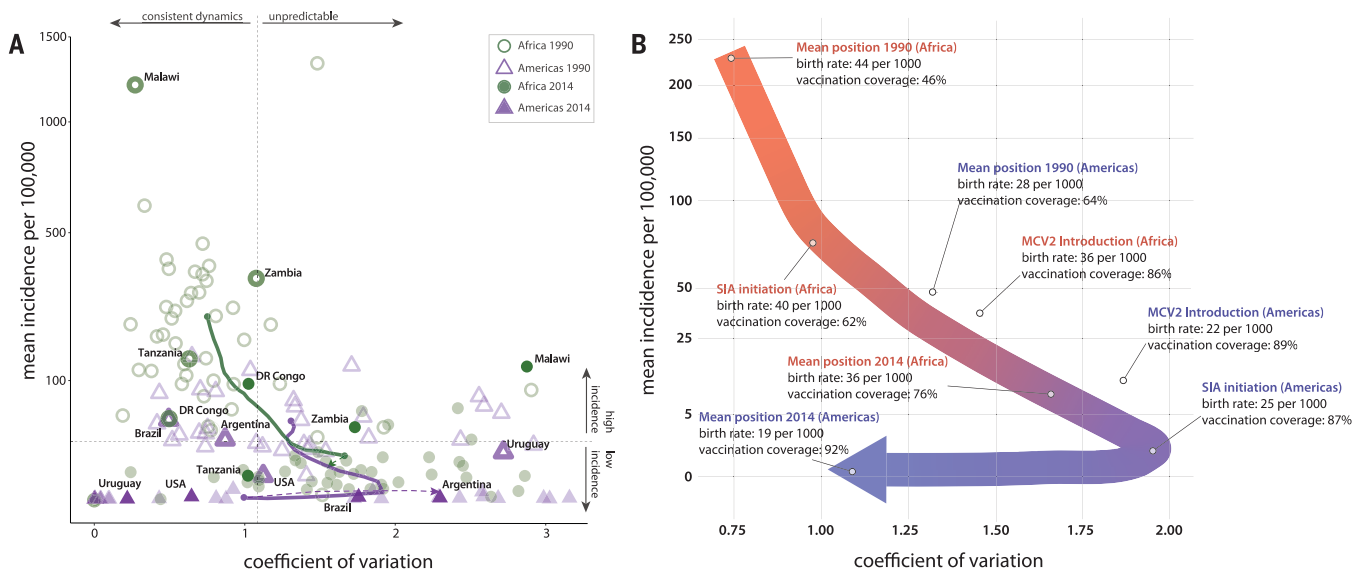 A
consistent dynamics
unpredictable
1500
1000
500
100
mean incidence per 100,000
Africa 1990
Americas 1990
Africa 2014
Americas 2014
Malawi
Zambia
Tanzania
DR Congo
Malawi
DR Congo
Brazil
Argentina
Zambia
Uruguay
Tanzania
USA
Uruguay
USA
Argentina
Brazil
high
incidence
low
incidence
0
1
2
3
coefficient of variation
B
250
200
150
100
50
25
5
0
mean incdidence per 100,000
Mean position 1990 (Africa)
birth rate: 44 per 1000
vaccination coverage: 46%
Mean position 1990 (Americas)
birth rate: 28 per 1000
vaccination coverage: 64%
MCV2 Introduction (Africa)
birth rate: 36 per 1000
vaccination coverage: 86%
SIA initiation (Africa)
birth rate: 40 per 1000
vaccination coverage: 62%
MCV2 Introduction (Americas)
birth rate: 22 per 1000
vaccination coverage: 89%
Mean position 2014 (Africa)
birth rate: 36 per 1000
vaccination coverage: 76%
SIA initiation (Americas)
birth rate: 25 per 1000
vaccination coverage: 87%
Mean position 2014 (Americas)
birth rate: 19 per 1000
vaccination coverage: 92%
0.75
1.00
1.25
1.50
1.75
2.00
coefficient of variation